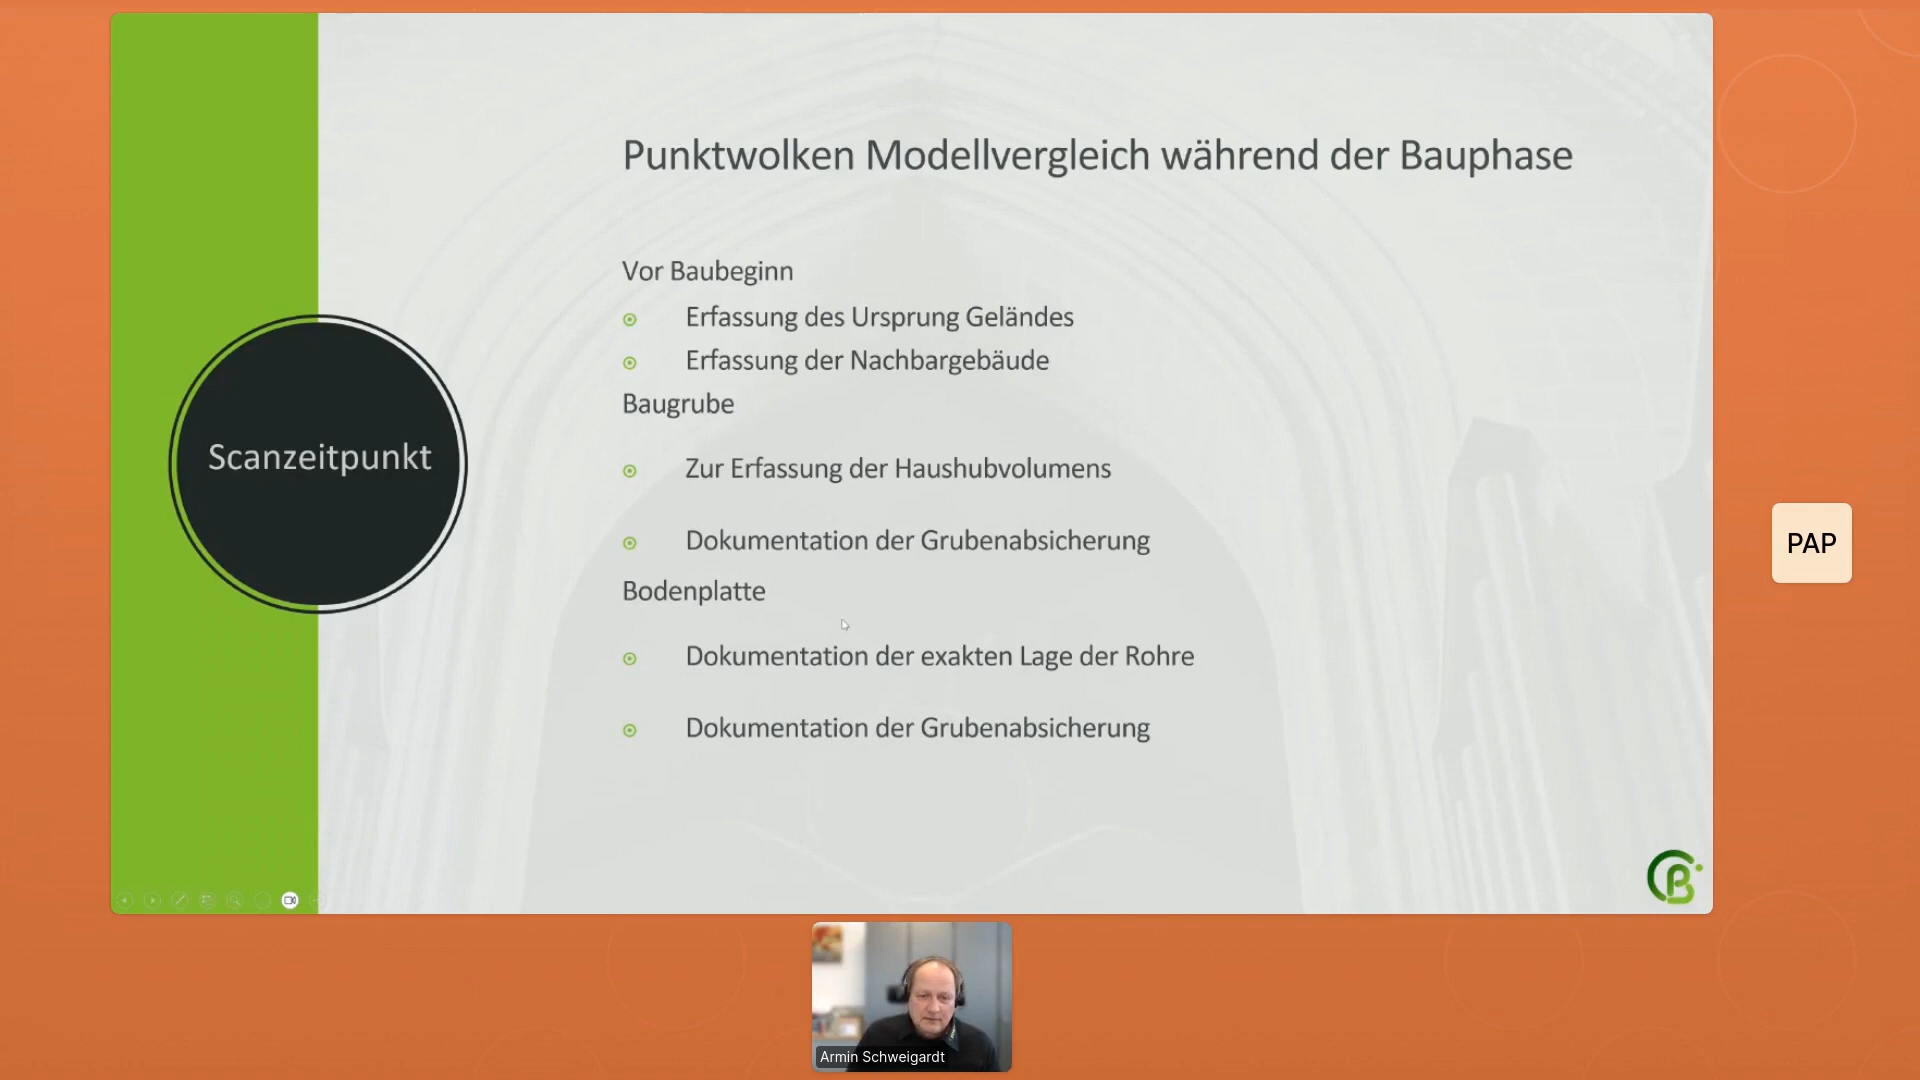 Punktwolken Modellvergleich während der Bauphase
Vor Baubeginn
Erfassung des Ursprung Geländes
Erfassung der Nachbargebäude
Baugrube
Zur Erfassung der Haushubvolumens
Dokumentation der Grubenabsicherung
Bodenplatte
Dokumentation der exakten Lage der Rohre
Dokumentation der Grubenabsicherung
Scanzeitpunkt
PAP
Armin Schweigardt